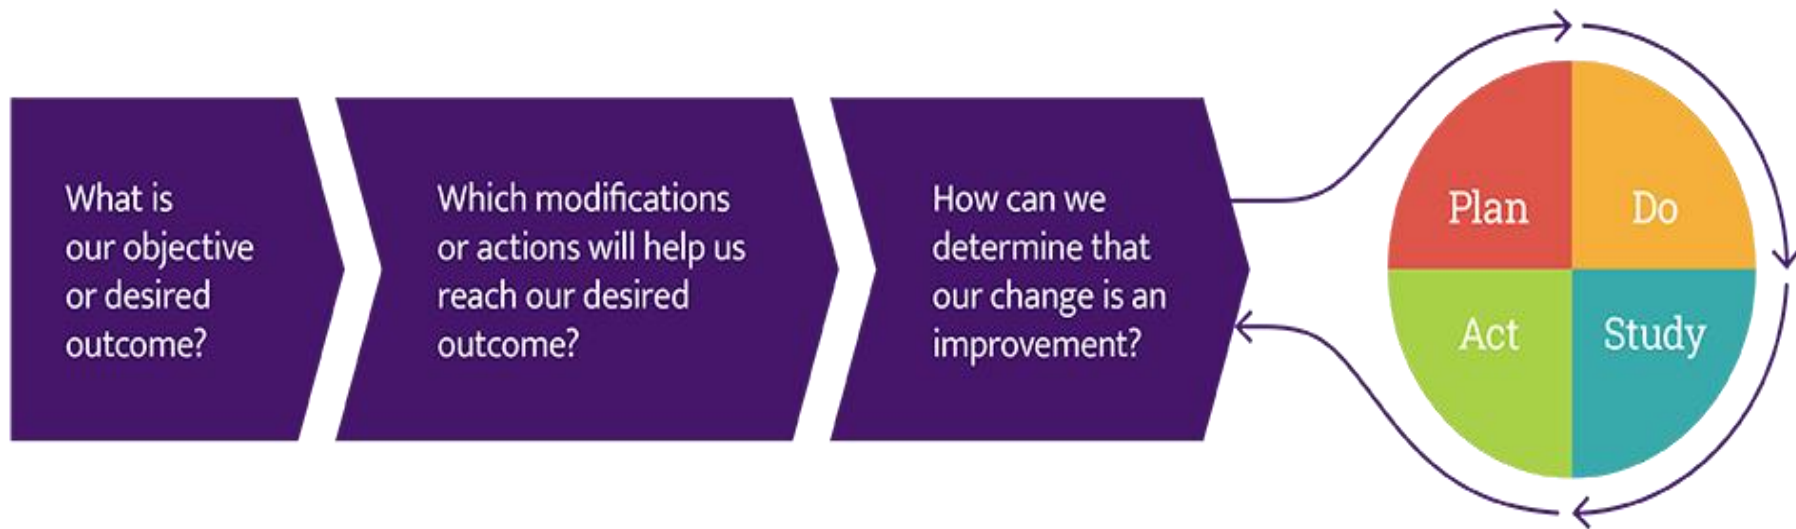 What is
our objective
or desired
outcome?
Which modifications
or actions will help us
reach our desired
outcome?
How can we
determine that
our change is an
improvement?
Plan
Do
Act
Study